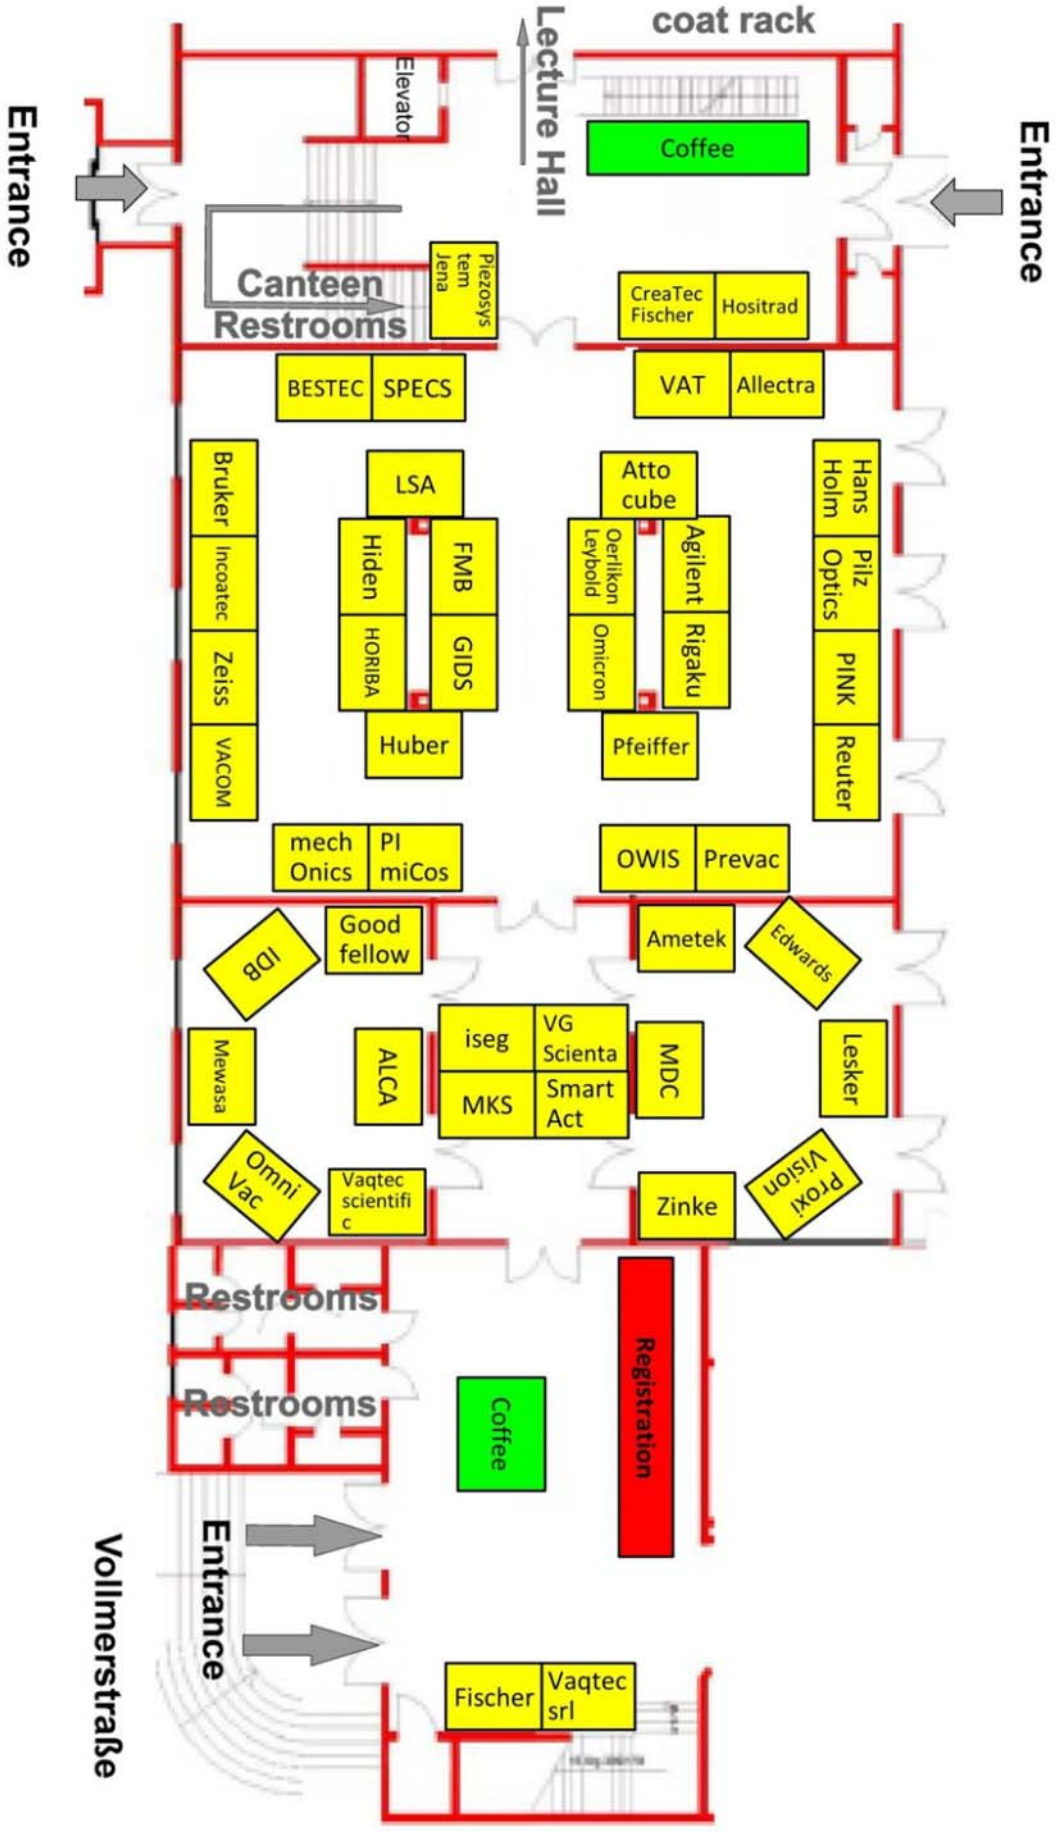 coat rack
Lecture Hall
Elevator
Coffee
Entrance
Entrance
Canteen
Restrooms
Piezosys
tem
Jena
CreaTec
Fischer
Hositrad
BESTEC
SPECS
VAT
Allectra
Bruker
Incoatec
Zeiss
VACOM
LSA
Hiden
FMB
HORIBA
GIDS
Huber
Atto
cube
Oerlikon
Leybold
Agilent
Omicron
Rigaku
Pfeiffer
Hans
Holm
Pilz
Optics
PINK
Reuter
mech
Onics
PI
miCos
OWIS
Prevac
IDB
Good
fellow
Ametek
Edwards
Mewasa
ALCA
iseg
VG
Scienta
MKS
Smart
Act
MDC
Lesker
Omni
Vac
Vaqtec
scientifi
c
Zinke
Proxi
Vision
Restrooms
Restrooms
Coffee
Registration
Entrance
Vollmerstraße
Fischer
Vaqtec
srl